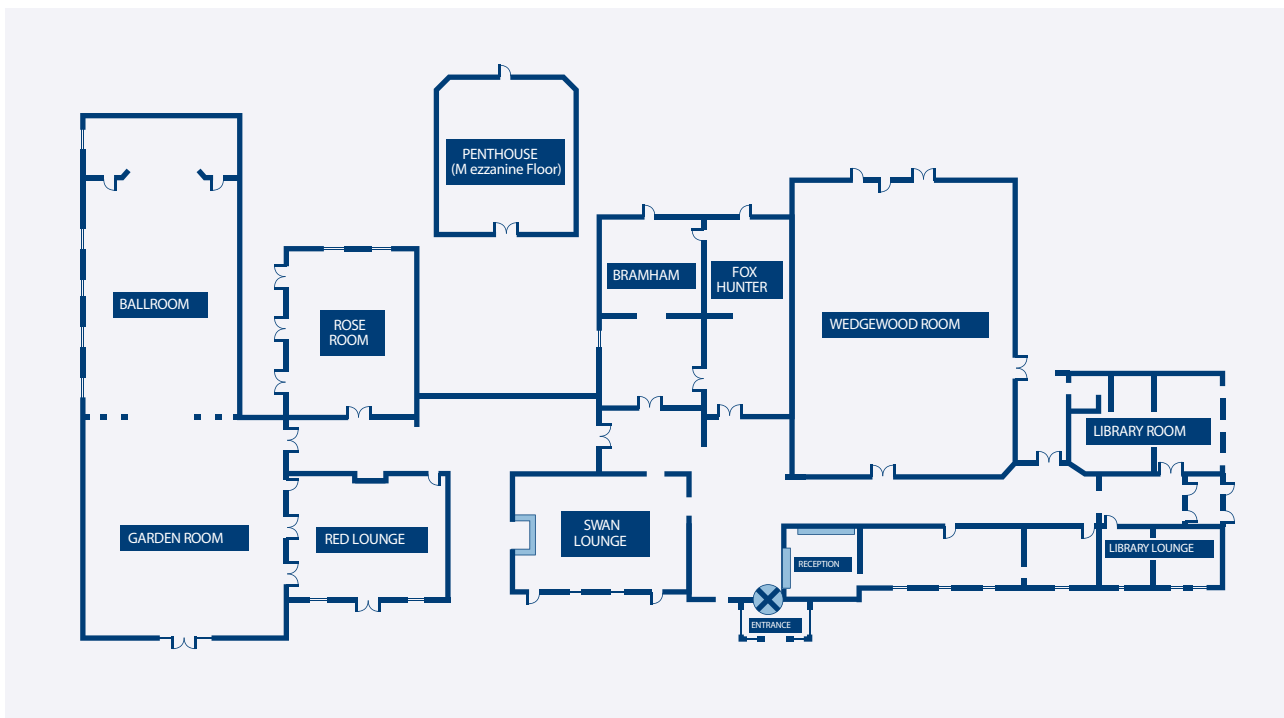 PENTHOUSE
(M ezzanine Floor)
BRAMHAM
FOX
HUNTER
BALLROOM
ROSE
ROOM
WEDGEWOOD ROOM
LIBRARY ROOM
GARDEN ROOM
RED LOUNGE
SWAN
LOUNGE
RECEPTION
LIBRARY LOUNGE
ENTRANCE